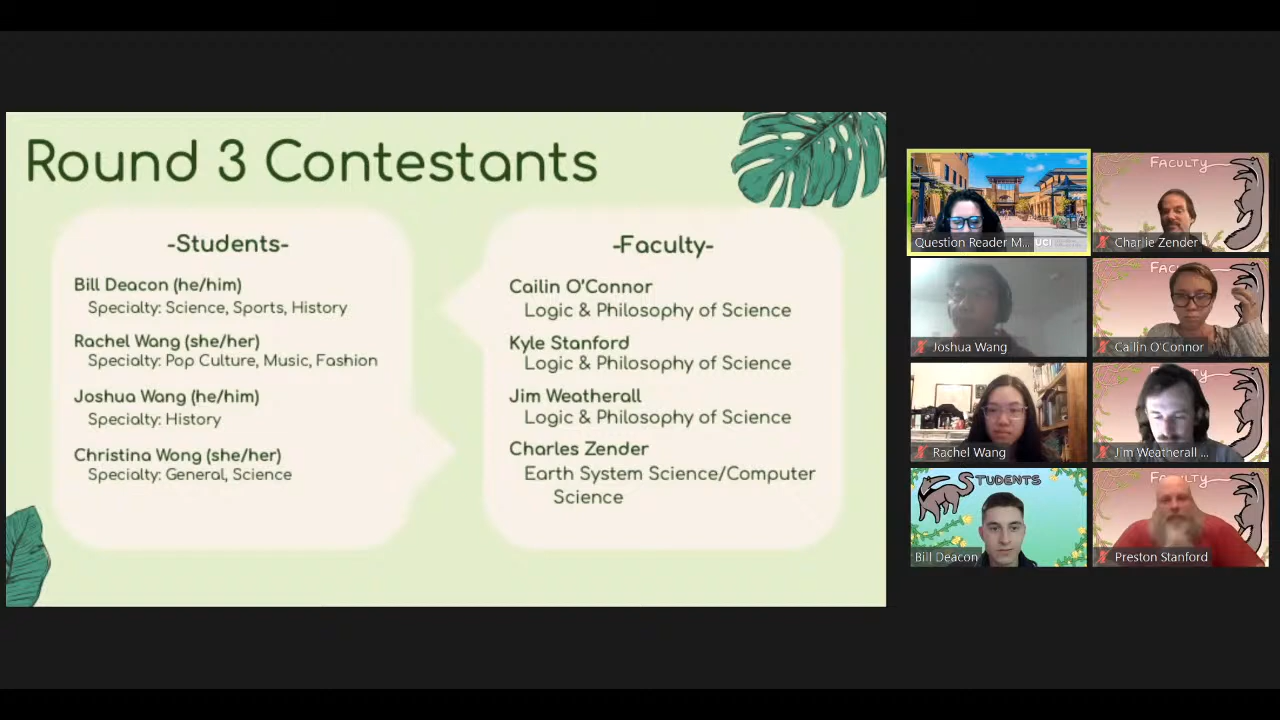 Round 3 Contestants
-Students-
Bill Deacon (he/him)
Specialty: Science, Sports, History
Rachel Wang (she/her)
Specialty: Pop Culture, Music, Fashion
Joshua Wang (he/him)
Specialty: History
Christina Wong (she/her)
Specialty: General, Science
-Faculty-
Cailin O'Connor
Logic & Philosophy of Science
Kyle Stanford
Logic & Philosophy of Science
Jim Weatherall
Logic & Philosophy of Science
Charles Zender
Earth System Science/Computer
Science
Question Reader M...
UCI
FACULTY
Charlie Zender
Joshua Wang
Cailin O'Connor
Rachel Wang
Jim Weatherall ...
STUDENTS
Bill Deacon
Preston Stanford